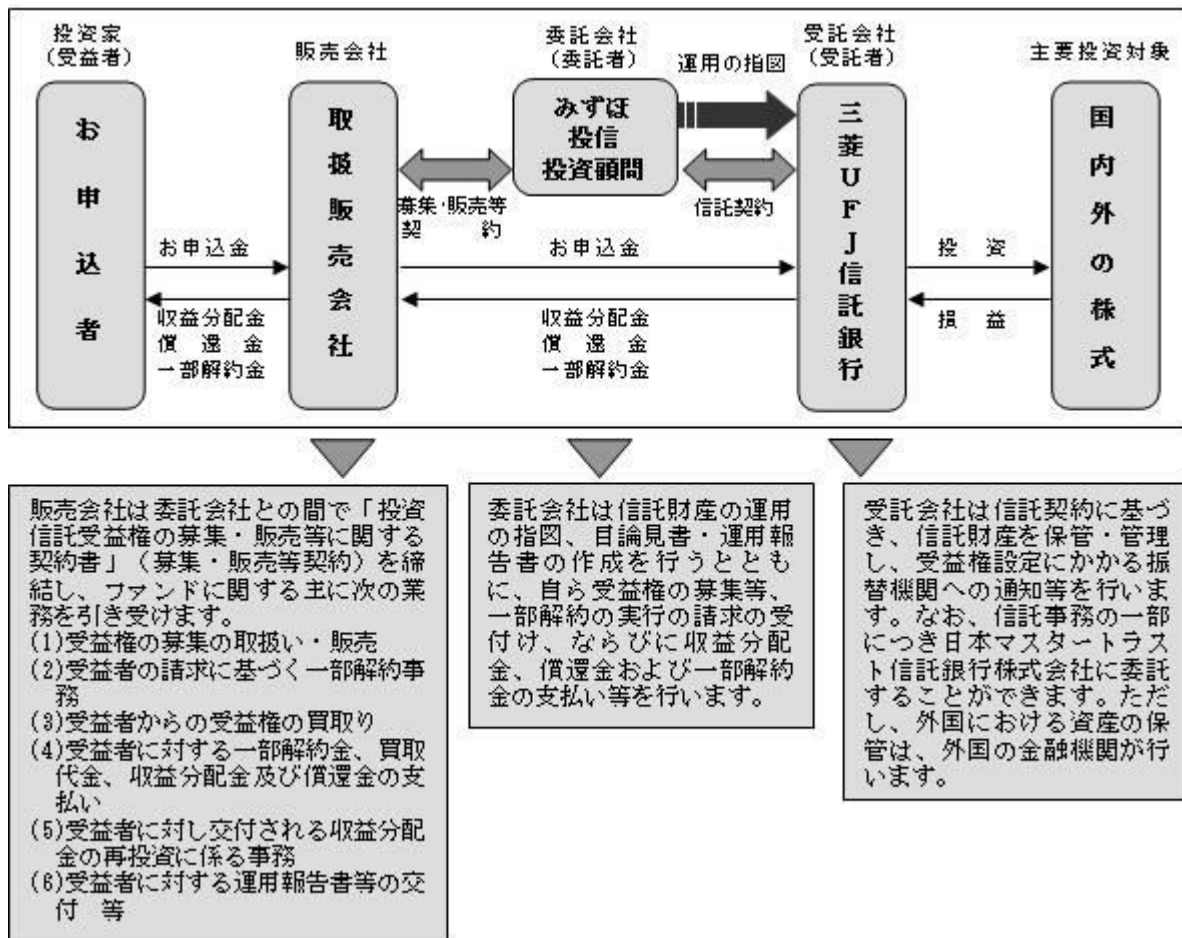 投資家
(受益者)
販売会社
委託会社
(委託者)
運用の指図
受託会社
(受託者)
主要投資対象
お申込者
取扱販売会社
みずほ
投信
投資顧問
三菱UFJ信託銀行
国内外の株式
募集・販売等
契 約
信託契約
お申込金
お申込金
投 資
収益分配金
償 還 金
一部解約金
収益分配金
償 還 金
一部解約金
損 益
販売会社は委託会社との間で「投資
信託受益権の募集・販売等に関する
契約書」(募集・販売等契約)を締
結し、ファンドに関する主に次の業
務を引き受けます。
(1)受益権の募集の取扱い・販売
(2)受益者の請求に基づく一部解約事
務
(3)受益者からの受益権の買取り
(4)受益者に対する一部解約金、買取
代金、収益分配金及び償還金の支
払い
(5)受益者に対し交付される収益分配
金の再投資に係る事務
(6)受益者に対する運用報告書等の交
付 等
委託会社は信託財産の運用
の指図、目論見書・運用報
告書の作成を行うととも
に、自ら受益権の募集等、
一部解約の実行の請求の受
付け、ならびに収益分配
金、償還金および一部解約
金の支払い等を行います。
受託会社は信託契約に基づ
き、信託財産を保管・管理
し、受益権設定にかかる振
替機関への通知等を行いま
す。なお、信託事務の一部
につき日本マスタートラス
ト信託銀行株式会社に委託
することができます。ただ
し、外国における資産の保
管は、外国の金融機関が行
います。